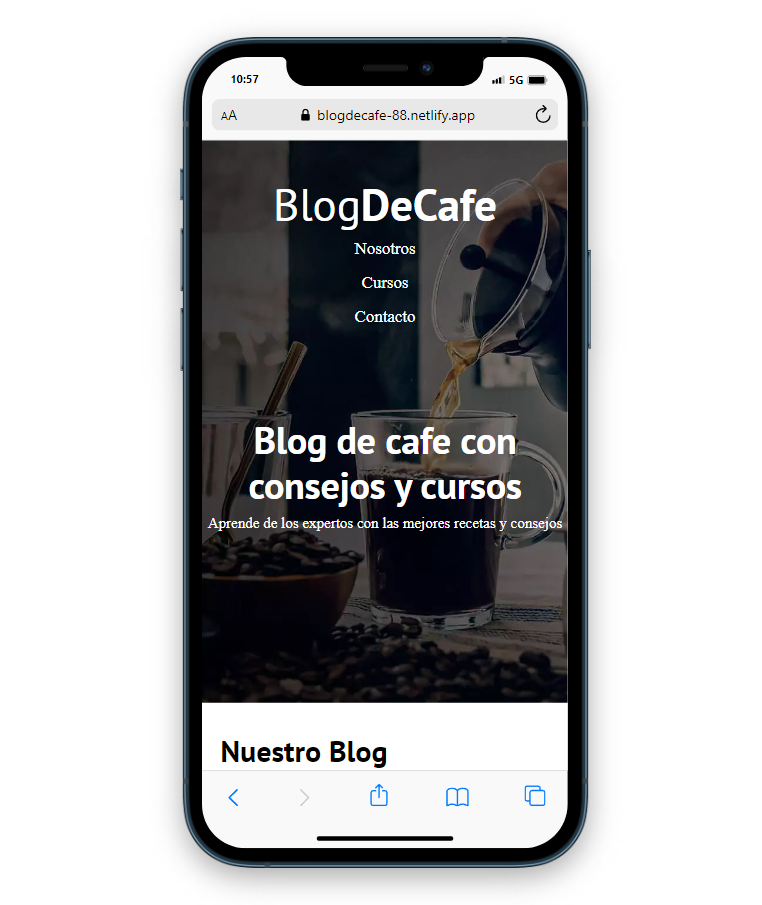 10:57
5G
AA
blogdecafe-88.netlify.app
BlogDeCafe
Nosotros
Cursos
Contacto
Blog de cafe con
consejos y cursos
Aprende de los expertos con las mejores recetas y consejos
Nuestro Blog